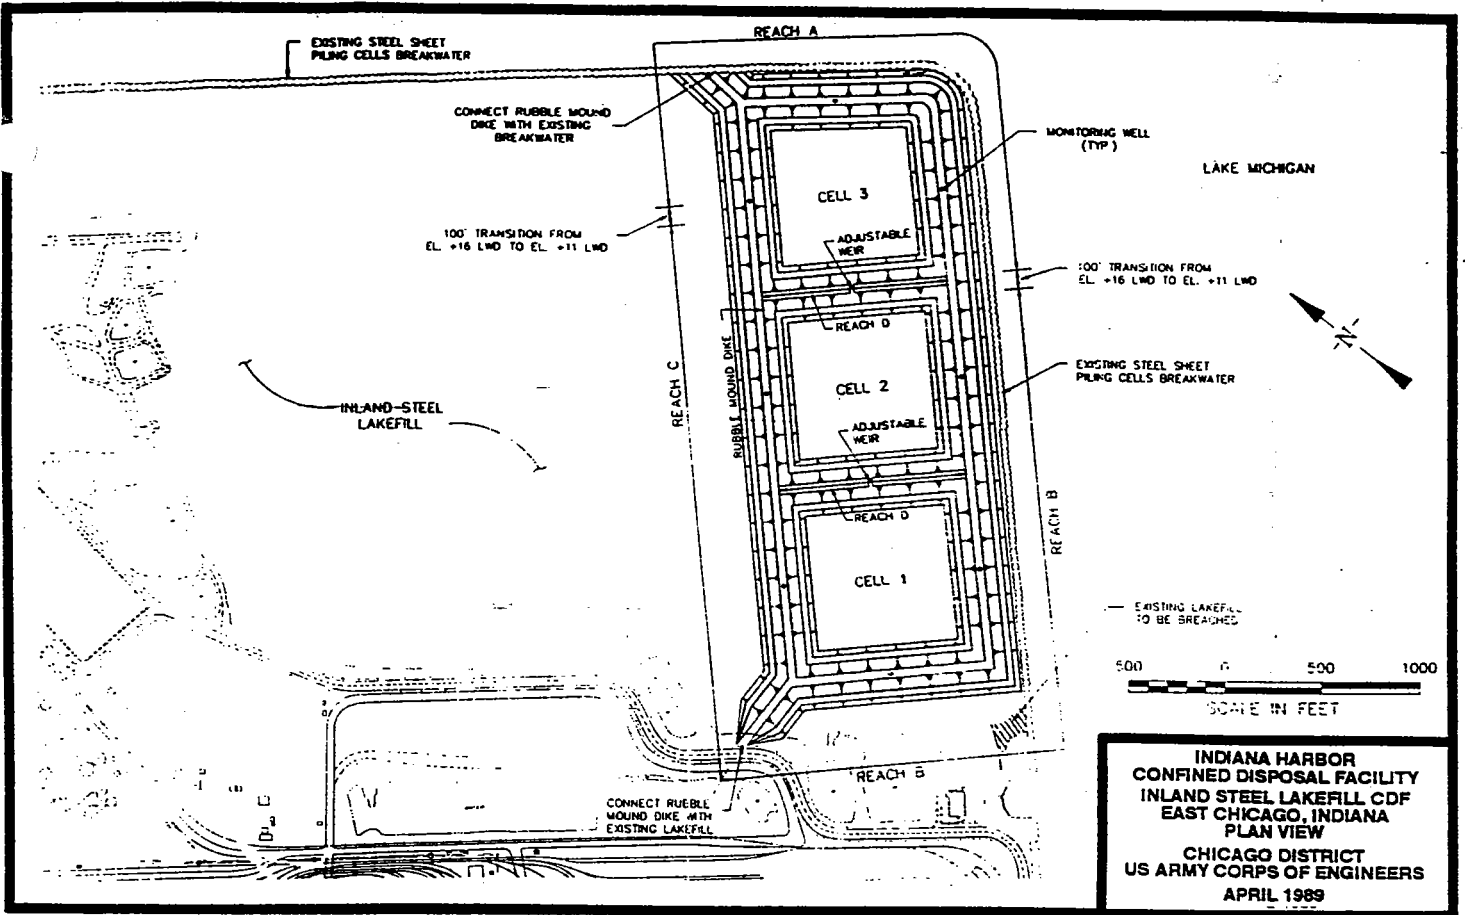 REACH A
EXISTING STEEL SHEET
PILING CELLS BREAKWATER
CONNECT RUBBLE MOUND
DIKE WITH EXISTING
BREAKWATER
MONITORING WELL
(TYP)
LAKE MICHIGAN
CELL 3
100' TRANSITION FROM
EL. +16 LWD TO EL. +11 LWD
ADJUSTABLE
WEIR
100' TRANSITION FROM
EL. +16 LWD TO EL. +11 LWD
REACH D
N
REACH C
RUBBLE MOUND DIKE
CELL 2
EXISTING STEEL SHEET
PILING CELLS BREAKWATER
INLAND-STEEL
LAKEFILL
ADJUSTABLE
WEIR
REACH D
REACH B
CELL 1
EXISTING LAKEFILL
TO BE BREACHED
500 0 500 1000
SCALE IN FEET
REACH B
CONNECT RUBBLE
MOUND DIKE WITH
EXISTING LAKEFILL
INDIANA HARBOR
CONFINED DISPOSAL FACILITY
INLAND STEEL LAKEFILL CDF
EAST CHICAGO, INDIANA
PLAN VIEW
CHICAGO DISTRICT
US ARMY CORPS OF ENGINEERS
APRIL 1989